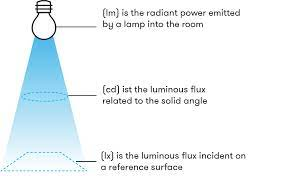 (lm) is the radiant power emitted
by a lamp into the room
(cd) ist the luminous flux
related to the solid angle
(lx) is the luminous flux incident on
a reference surface